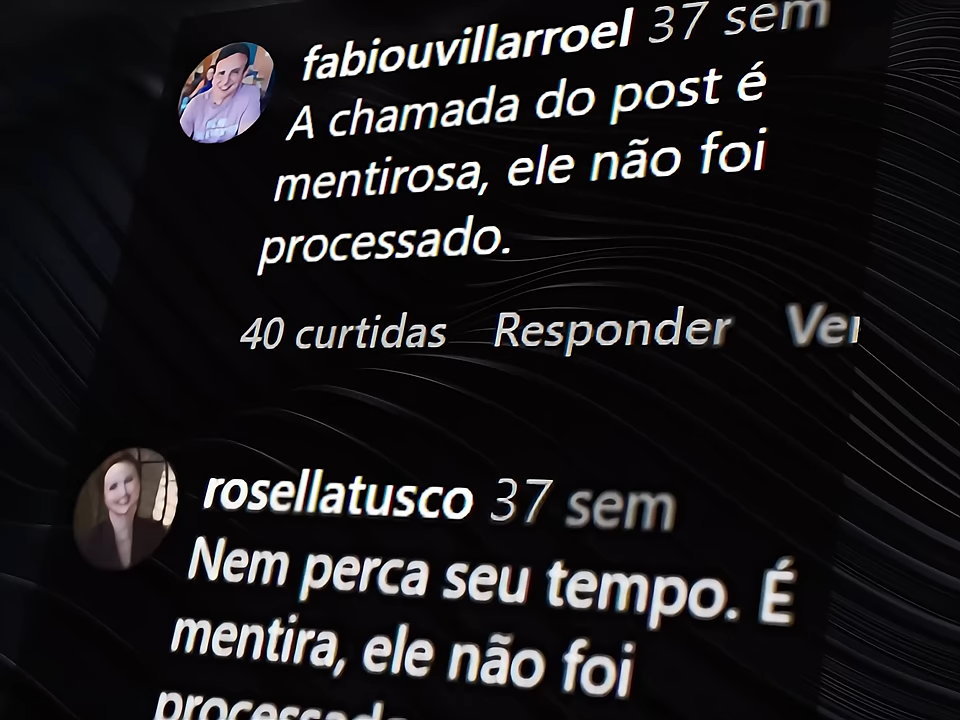 fabiouvillarroel 37 sem
A chamada do post é
mentirosa, ele não foi
processado.
40 curtidas Responder
rosellatusco 37 sem
Nem perca seu tempo. É
mentira, ele não foi